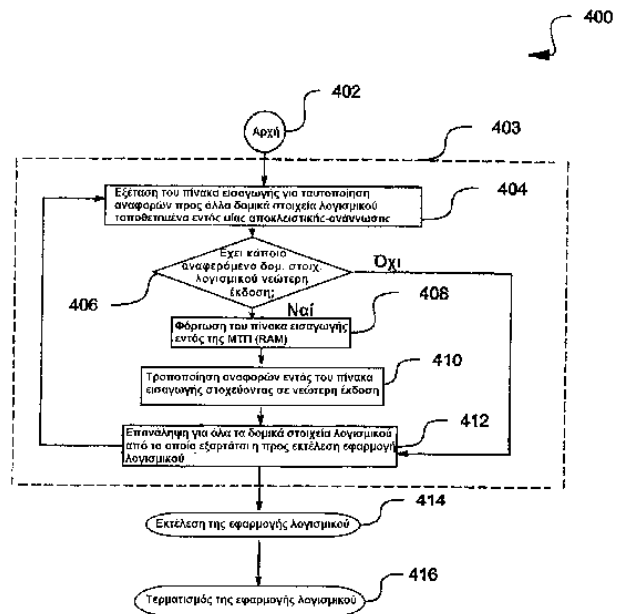 400
402
Αρχή
403
Εξέταση του πίνακα εισαγωγής για ταυτοποίηση
αναφορών προς άλλα δομικά στοιχεία λογισμικού
τοποθετημένα εντός μίας αποκλειστικής-ανάννωσης
404
Έχει κάποιο
αναφερόμενο δομ. στοιχ.
λογισμικού νεώτερη
έκδοση;
Όχι
406
Ναί
408
Φόρτωση του πίνακα εισαγωγής
εντός της ΜΤΠ (RAM)
410
Τροποποίηση αναφορών εντός του πίνακα
εισαγωγής στοχεύοντας σε νεώτερη έκδοση
412
Επανάληψη για όλα τα δομικά στοιχεία λογισμικού
από τα οποία εξαρτάται η προς εκτέλεση εφαρμογή
λογισμικού
414
Εκτέλεση της εφαρμογής λογισμικού
416
Τερματισμός της εφαρμογής λογισμικού